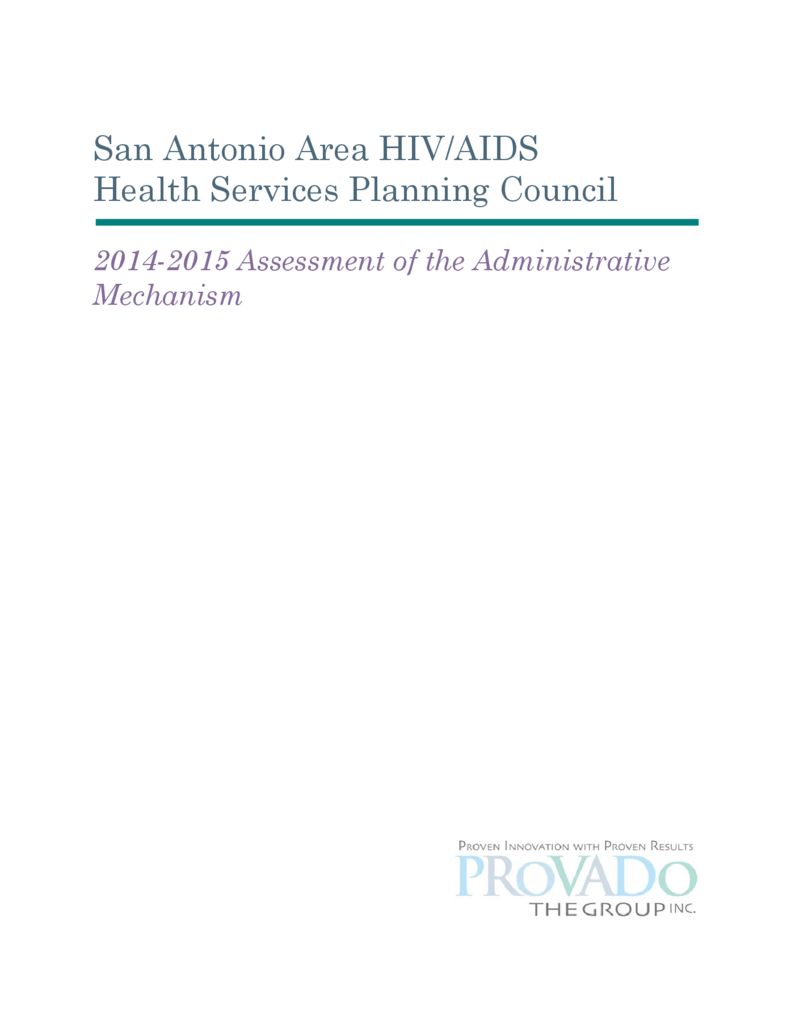 San Antonio Area HIV/AIDS
Health Services Planning Council
2014-2015 Assessment of the Administrative
Mechanism
PROVEN INNOVATION WITH PROVEN RESULTS
PROVADO
THE GROUP INC.